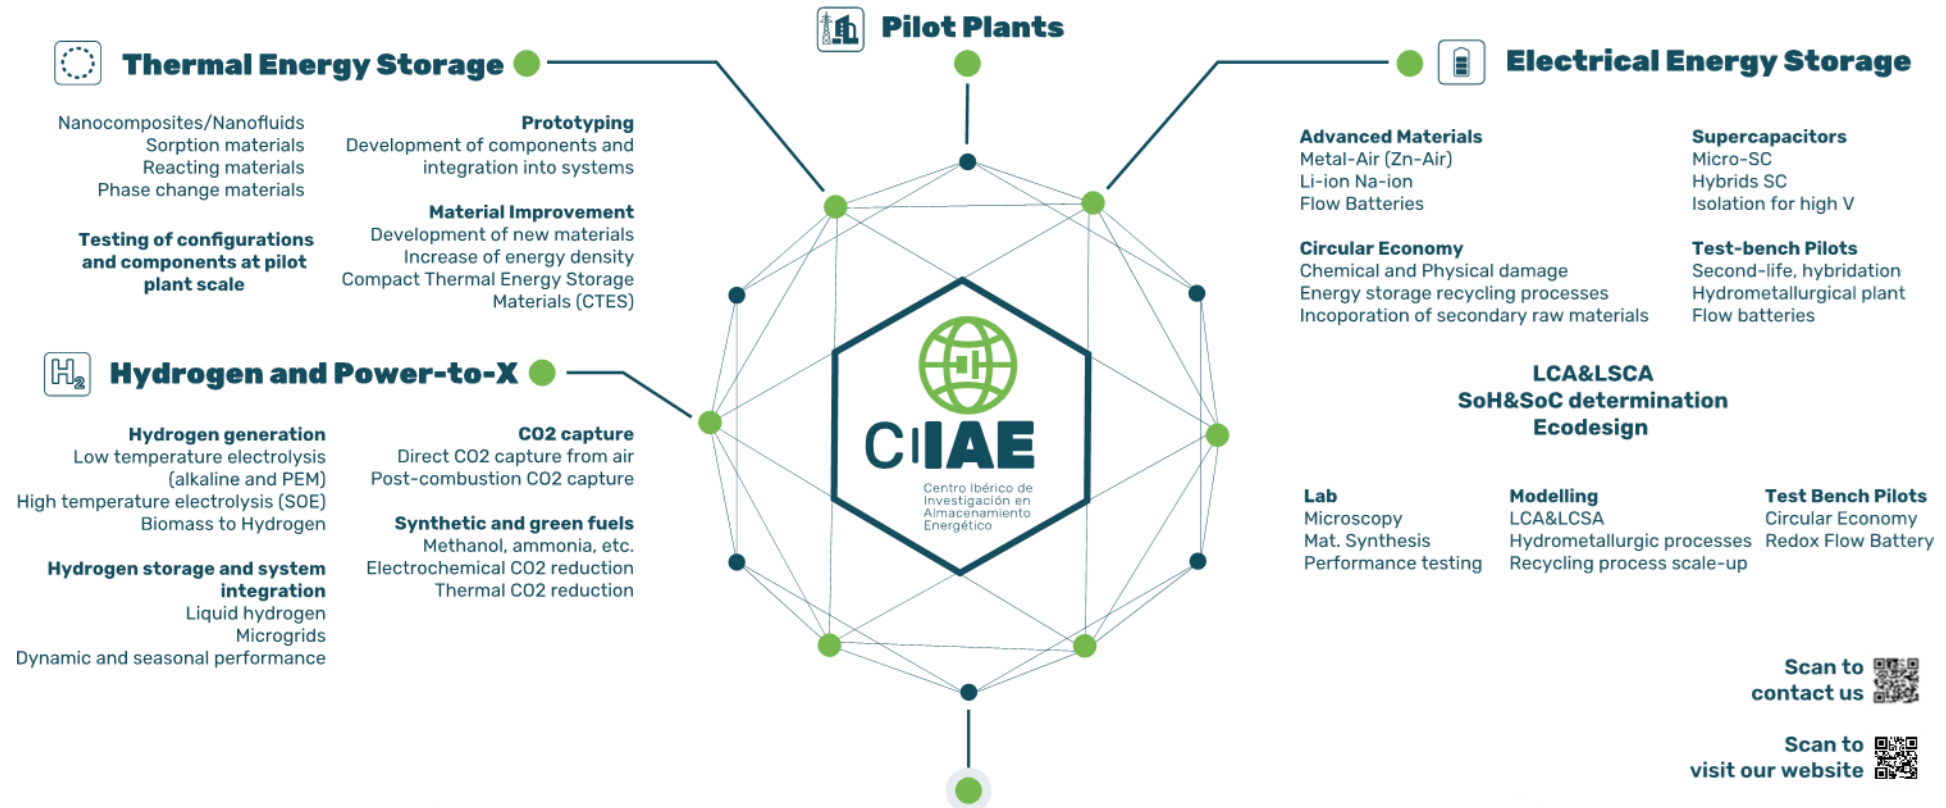 Pilot Plants
Thermal Energy Storage
Nanocomposites/Nanofluids
Sorption materials
Reacting materials
Phase change materials
Testing of configurations
and components at pilot
plant scale
Prototyping
Development of components and
integration into systems
Material Improvement
Development of new materials
Increase of energy density
Compact Thermal Energy Storage
Materials (CTES)
H2
Hydrogen and Power-to-X
Hydrogen generation
Low temperature electrolysis
(alkaline and PEM)
High temperature electrolysis (SOE)
Biomass to Hydrogen
Hydrogen storage and system
integration
Liquid hydrogen
Microgrids
Dynamic and seasonal performance
CO2 capture
Direct CO2 capture from air
Post-combustion CO2 capture
Synthetic and green fuels
Methanol, ammonia, etc.
Electrochemical CO2 reduction
Thermal CO2 reduction
CIIAE
Centro Ibérico de
Investigación en
Almacenamiento
Energético
Electrical Energy Storage
Advanced Materials
Metal-Air (Zn-Air)
Li-ion Na-ion
Flow Batteries
Supercapacitors
Micro-SC
Hybrids SC
Isolation for high V
Circular Economy
Chemical and Physical damage
Energy storage recycling processes
Incoporation of secondary raw materials
Test-bench Pilots
Second-life, hybridation
Hydrometallurgical plant
Flow batteries
LCA&LSCA
SoH&SoC determination
Ecodesign
Lab
Microscopy
Mat. Synthesis
Performance testing
Modelling
LCA&LCSA
Hydrometallurgic processes
Recycling process scale-up
Test Bench Pilots
Circular Economy
Redox Flow Battery
Scan to
contact us
Scan to
visit our website